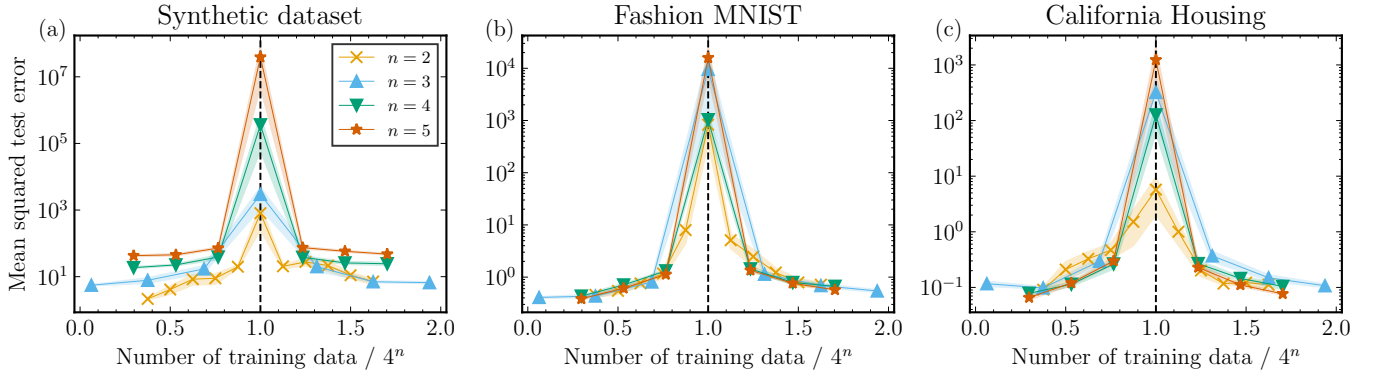 Synthetic dataset
Fashion MNIST
California Housing
(a)
(b)
(c)
Mean squared test error
10^7
10^5
10^3
10^1
n = 2
n = 3
n = 4
n = 5
10^4
10^3
10^2
10^1
10^0
10^3
10^2
10^1
10^0
10^-1
0.0 0.5 1.0 1.5 2.0
0.0 0.5 1.0 1.5 2.0
0.0 0.5 1.0 1.5 2.0
Number of training data / 4^n
Number of training data / 4^n
Number of training data / 4^n